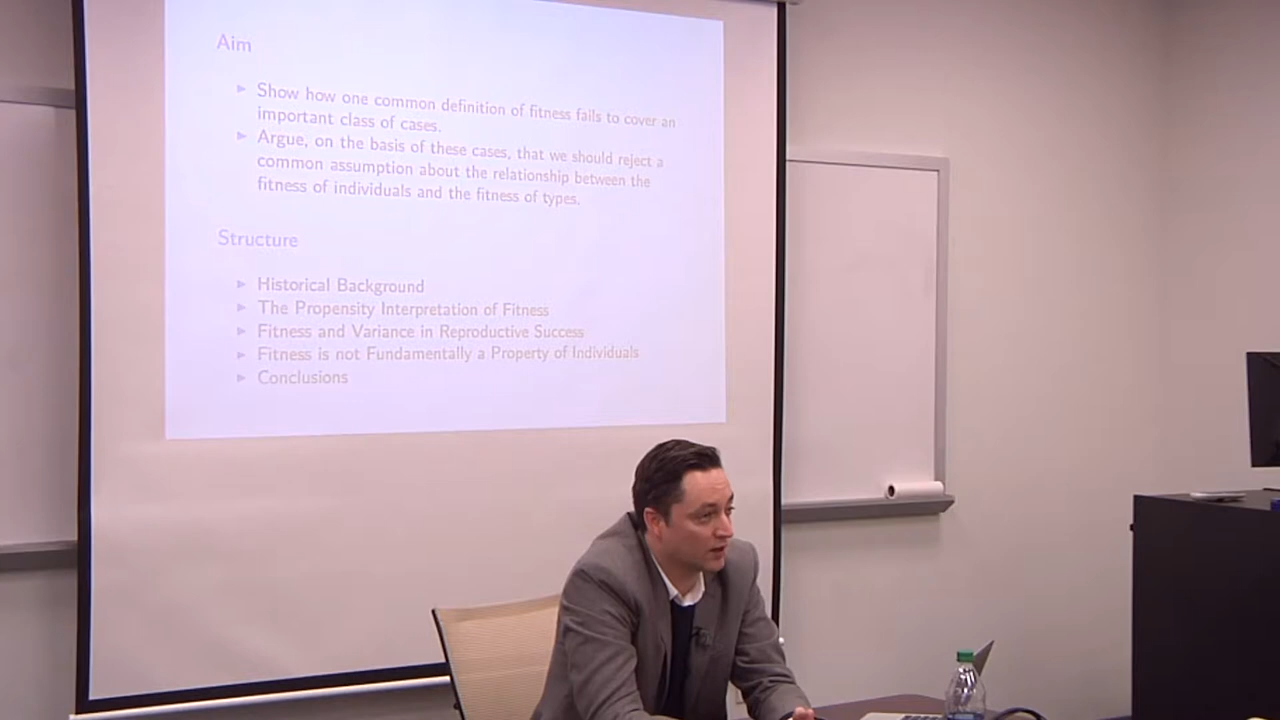 Aim
Show how one common definition of fitness fails to cover an
important class of cases.
Argue, on the basis of these cases, that we should reject a
common assumption about the relationship between the
fitness of individuals and the fitness of types.
Structure
Historical Background
The Propensity Interpretation of Fitness
Fitness and Variance in Reproductive Success
Fitness is not Fundamentally a Property of Individuals
Conclusions